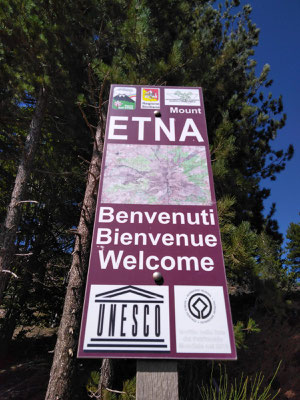 Mount
ETNA
Benvenuti
Bienvenue
Welcome
UNESCO